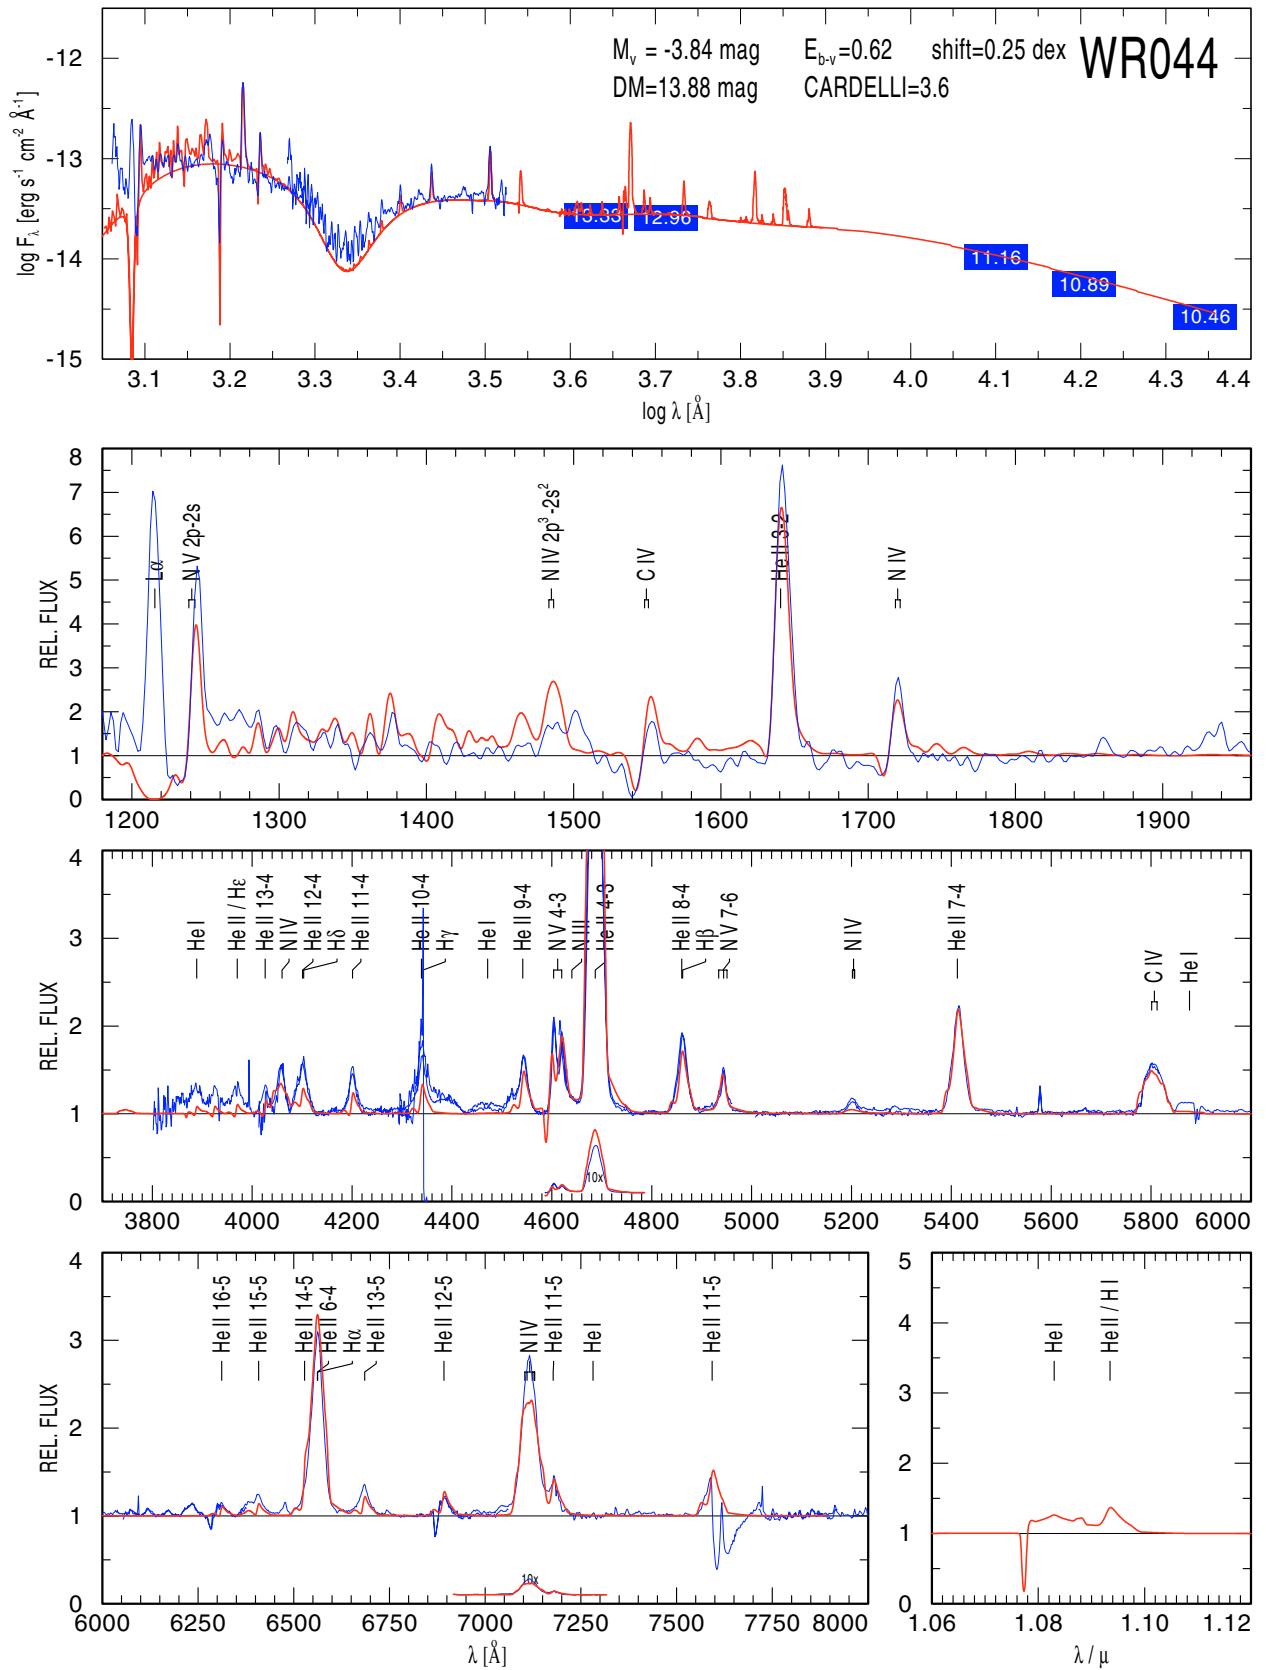 M_v = -3.84 mag E_b-v=0.62 shift=0.25 dex WR044
DM=13.88 mag CARDELLI=3.6
log F_λ [erg s^-1 cm^-2 Å^-1]
-12
-13
-14
-15
13.33 12.96 11.16 10.89 10.46
3.1 3.2 3.3 3.4 3.5 3.6 3.7 3.8 3.9 4.0 4.1 4.2 4.3 4.4
log λ [Å]
REL. FLUX
8
7
6
5
4
3
2
1
0
Lα
N V 2p-2s
N IV 2p³-2s²
C IV
He II 3-2
N IV
1200 1300 1400 1500 1600 1700 1800 1900
REL. FLUX
4
3
2
1
0
He I
He II / Hε
He II 13-4
N IV
He II 12-4
Hδ
He II 11-4
He II 10-4
Hγ
He I
He II 9-4
N V 4-3
N III
He II 4-3
He II 8-4
Hβ
N V 7-6
N IV
He II 7-4
C IV
He I
10x
3800 4000 4200 4400 4600 4800 5000 5200 5400 5600 5800 6000
REL. FLUX
4
3
2
1
0
He II 16-5
He II 15-5
He II 14-5
He II 6-4
Hα
He II 13-5
He II 12-5
N IV
He II 11-5
He I
He II 11-5
10x
6000 6250 6500 6750 7000 7250 7500 7750 8000
λ [Å]
5
4
3
2
1
0
He I
He II / H I
1.06 1.08 1.10 1.12
λ / μ